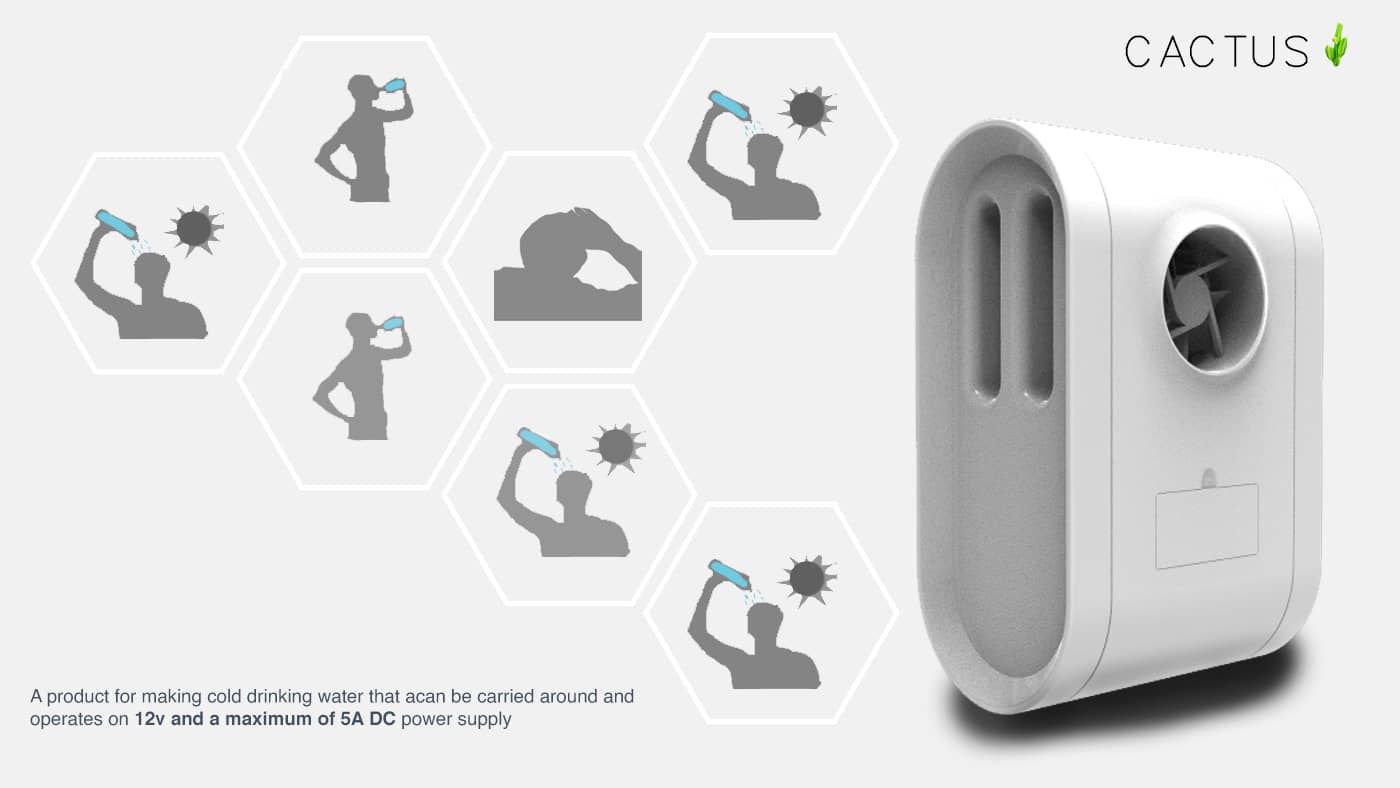 CACTUS
A product for making cold drinking water that acan be carried around and
operates on 12v and a maximum of 5A DC power supply